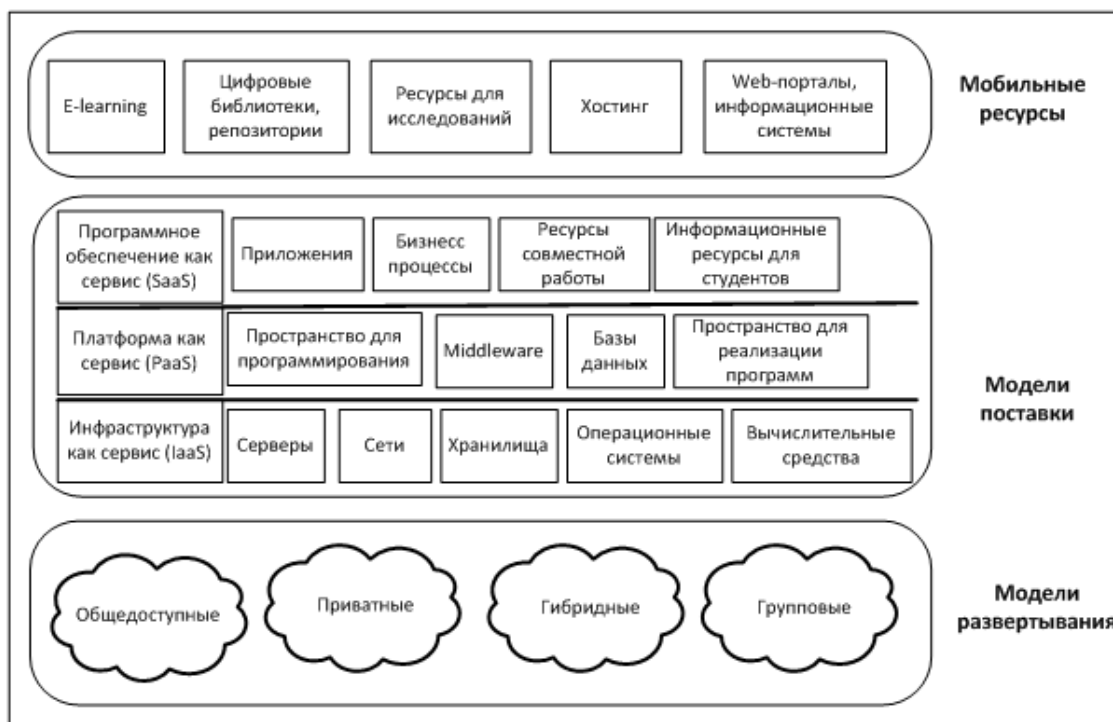 E-learning
Цифровые
библиотеки,
репозитории
Ресурсы для
исследований
Хостинг
Web-порталы,
информационные
системы
Мобильные
ресурсы
Программное
обеспечение как
сервис (SaaS)
Приложения
Бизнесс
процессы
Ресурсы
совместной
работы
Информационные
ресурсы для
студентов
Платформа как
сервис (PaaS)
Пространство для
программирования
Middleware
Базы
данных
Пространство для
реализации
программ
Инфраструктура
как сервис (IaaS)
Серверы
Сети
Хранилища
Операционные
системы
Вычислительные
средства
Модели
поставки
Общедоступные
Приватные
Гибридные
Групповые
Модели
развертывания